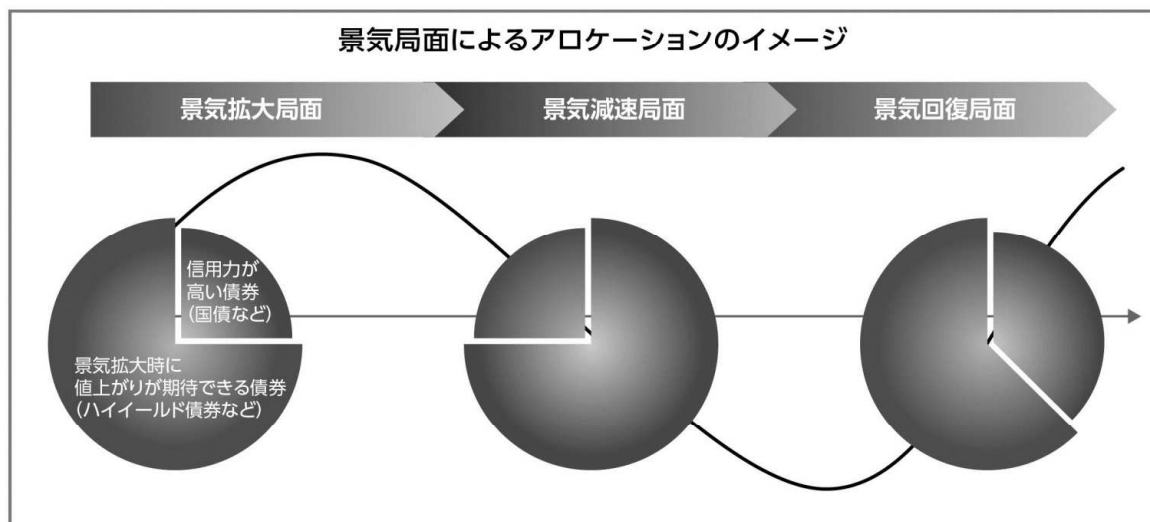 景気局面によるアロケーションのイメージ
景気拡大局面
景気減速局面
景気回復局面
信用力が
高い債券
（国債など）
景気拡大時に
値上がりが期待できる債券
（ハイイールド債券など）